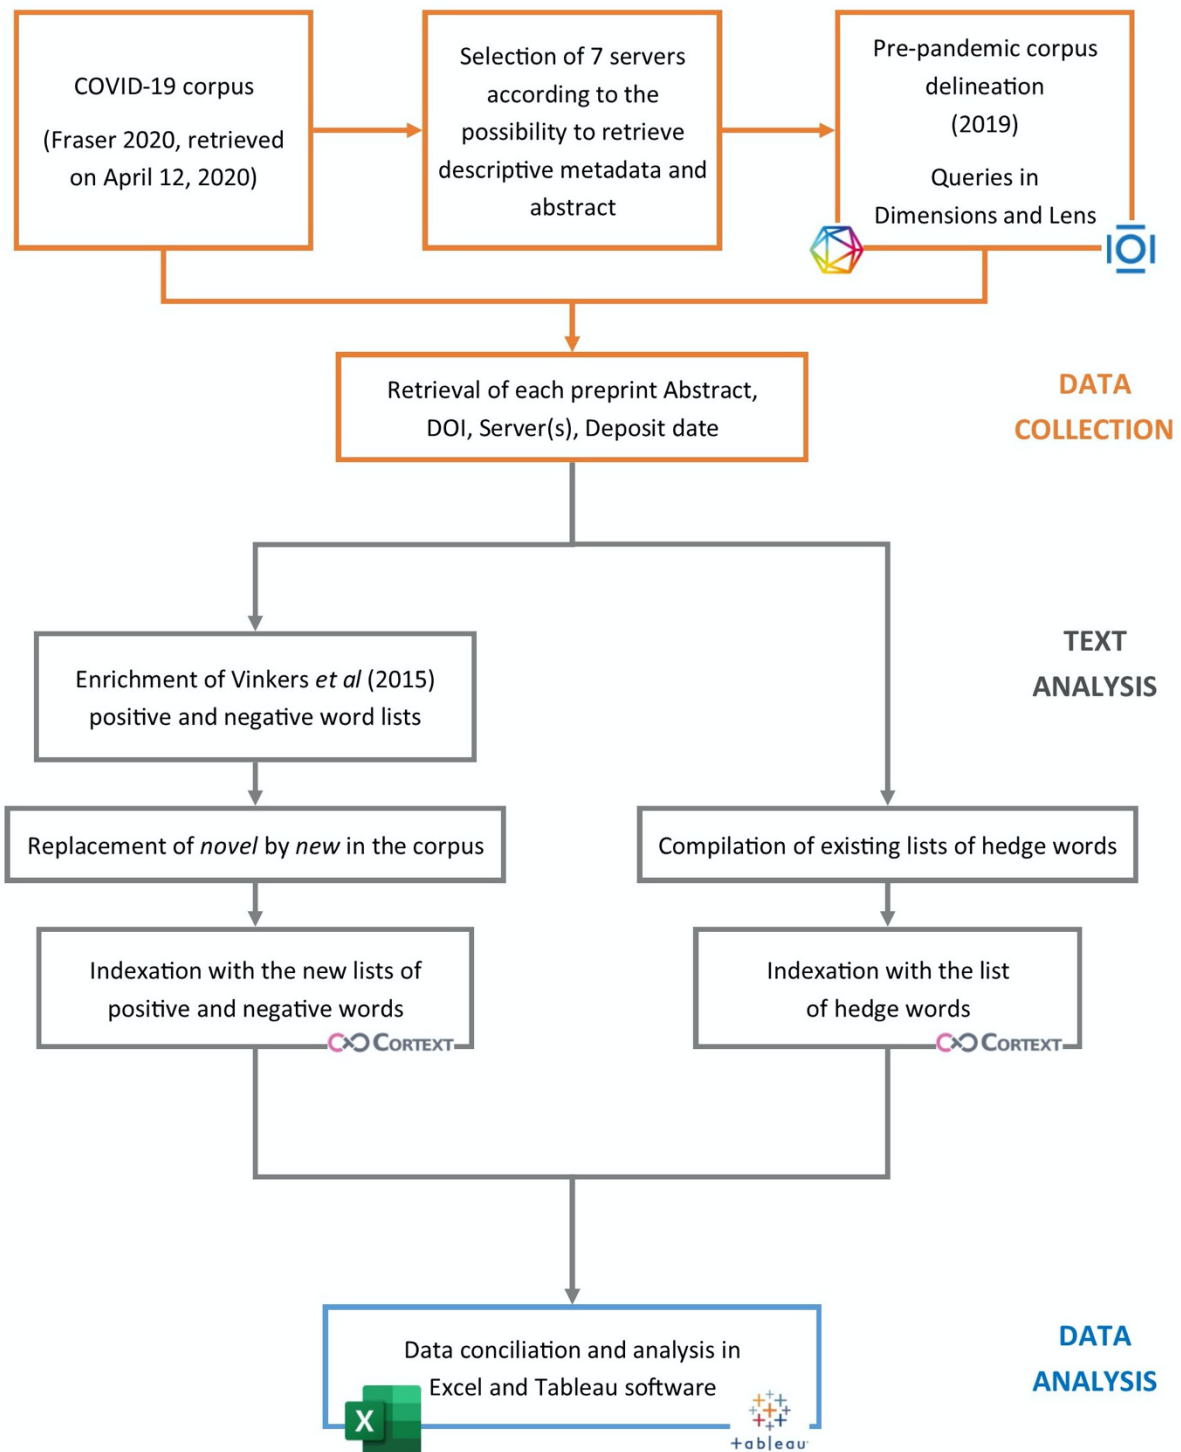 COVID-19 corpus
(Fraser 2020, retrieved
on April 12, 2020)
Selection of 7 servers
according to the
possibility to retrieve
descriptive metadata and
abstract
Pre-pandemic corpus
delineation
(2019)
Queries in
Dimensions and Lens
Retrieval of each preprint Abstract,
DOI, Server(s), Deposit date
DATA
COLLECTION
TEXT
ANALYSIS
Enrichment of Vinkers et al (2015)
positive and negative word lists
Replacement of novel by new in the corpus
Compilation of existing lists of hedge words
Indexation with the new lists of
positive and negative words
CORTEXT
Indexation with the list
of hedge words
CORTEXT
Data conciliation and analysis in
Excel and Tableau software
X
+ableau
DATA
ANALYSIS